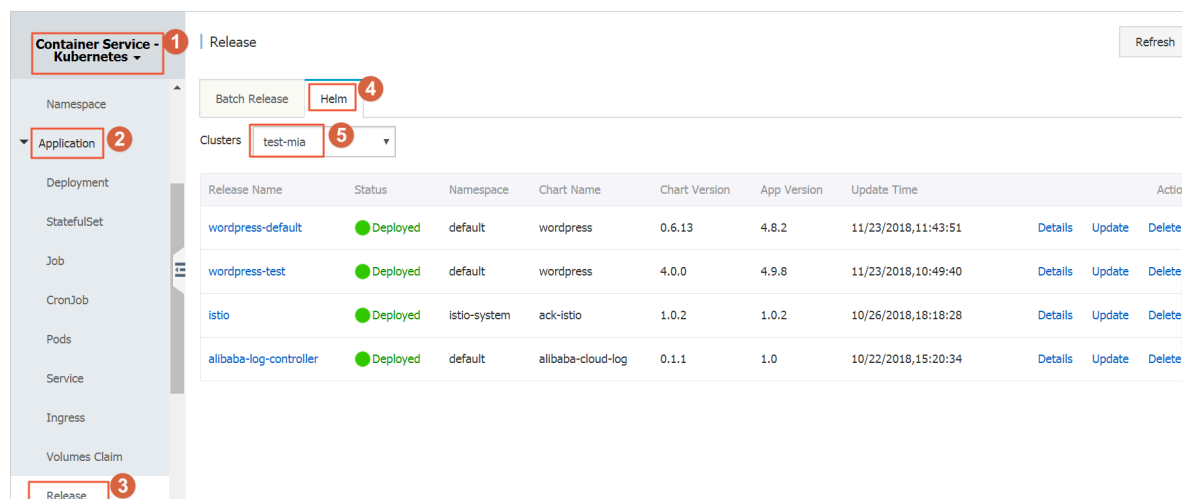 Container Service -
Kubernetes
1
Release
Refresh
Namespace
Application
2
Deployment
StatefulSet
Job
CronJob
Pods
Service
Ingress
Volumes Claim
Release
3
Batch Release
Helm
4
Clusters
test-mia
5
Release Name Status Namespace Chart Name Chart Version App Version Update Time Actio
wordpress-default Deployed default wordpress 0.6.13 4.8.2 11/23/2018,11:43:51 Details Update Delete
wordpress-test Deployed default wordpress 4.0.0 4.9.8 11/23/2018,10:49:40 Details Update Delete
istio Deployed istio-system ack-istio 1.0.2 1.0.2 10/26/2018,18:18:28 Details Update Delete
alibaba-log-controller Deployed default alibaba-cloud-log 0.1.1 1.0 10/22/2018,15:20:34 Details Update Delete